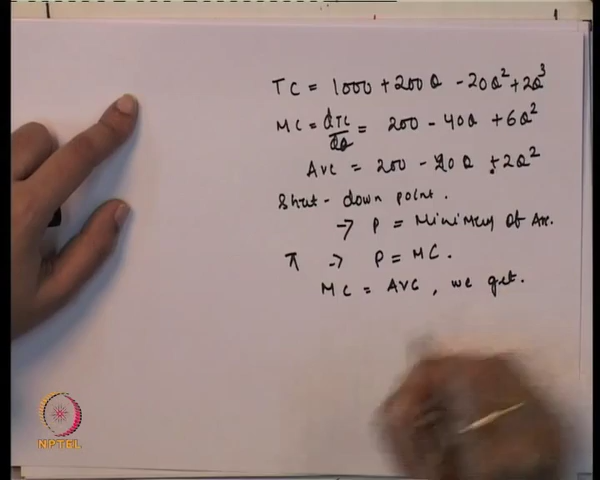 TC = 1000 + 200Q - 20Q² + 2Q³
MC = dTC/dQ = 200 - 40Q + 6Q²
AVC = 200 - 20Q + 2Q²
Shut-down point.
→ P = Minimum of Avc.
π → P = MC.
MC = AVC, we get.
NPTEL